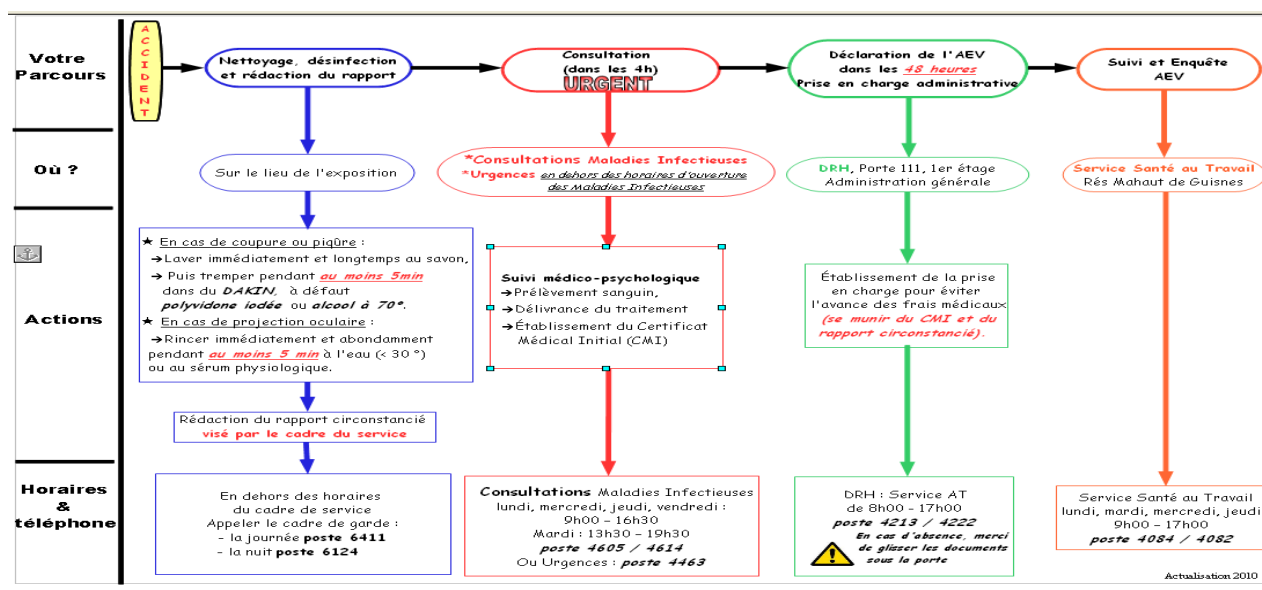 Votre
Parcours
ACCIDENT
Nettoyage, désinfection
et rédaction du rapport
Consultation
(dans les 4h)
URGENT
Déclaration de l'AEV
dans les 48 heures
Prise en charge administrative
Suivi et Enquête
AEV
Où ?
Sur le lieu de l'exposition
*Consultations Maladies Infectieuses
*Urgences en dehors des horaires d'ouverture
des Maladies Infectieuses
DRH, Porte 111, 1er étage
Administration générale
Service Santé au Travail
Rés Mahaut de Guisnes
Actions
★ En cas de coupure ou piqûre :
→Laver immédiatement et longtemps au savon,
→ Puis tremper pendant au moins 5min
dans du DAKIN, à défaut
polyvidone iodée ou alcool à 70°.
★ En cas de projection oculaire :
→Rincer immédiatement et abondamment
pendant au moins 5 min à l'eau (< 30 °)
ou au sérum physiologique.
Rédaction du rapport circonstancié
visé par le cadre du service
Suivi médico-psychologique
→Prélèvement sanguin,
→Délivrance du traitement
→Établissement du Certificat
Médical Initial (CMI)
Établissement de la prise
en charge pour éviter
l'avance des frais médicaux
(se munir du CMI et du
rapport circonstancié).
Horaires
&
téléphone
En dehors des horaires
du cadre de service
Appeler le cadre de garde :
- la journée poste 6411
- la nuit poste 6124
Consultations Maladies Infectieuses
lundi, mercredi, jeudi, vendredi :
9h00 - 16h30
Mardi : 13h30 - 19h30
poste 4605 / 4614
Ou Urgences : poste 4463
DRH : Service AT
de 8h00 - 17h00
poste 4213 / 4222
En cas d'absence, merci
de glisser les documents
sous la porte
Service Santé au Travail
lundi, mardi, mercredi, jeudi
9h00 - 17h00
poste 4084 / 4082
Actualisation 2010